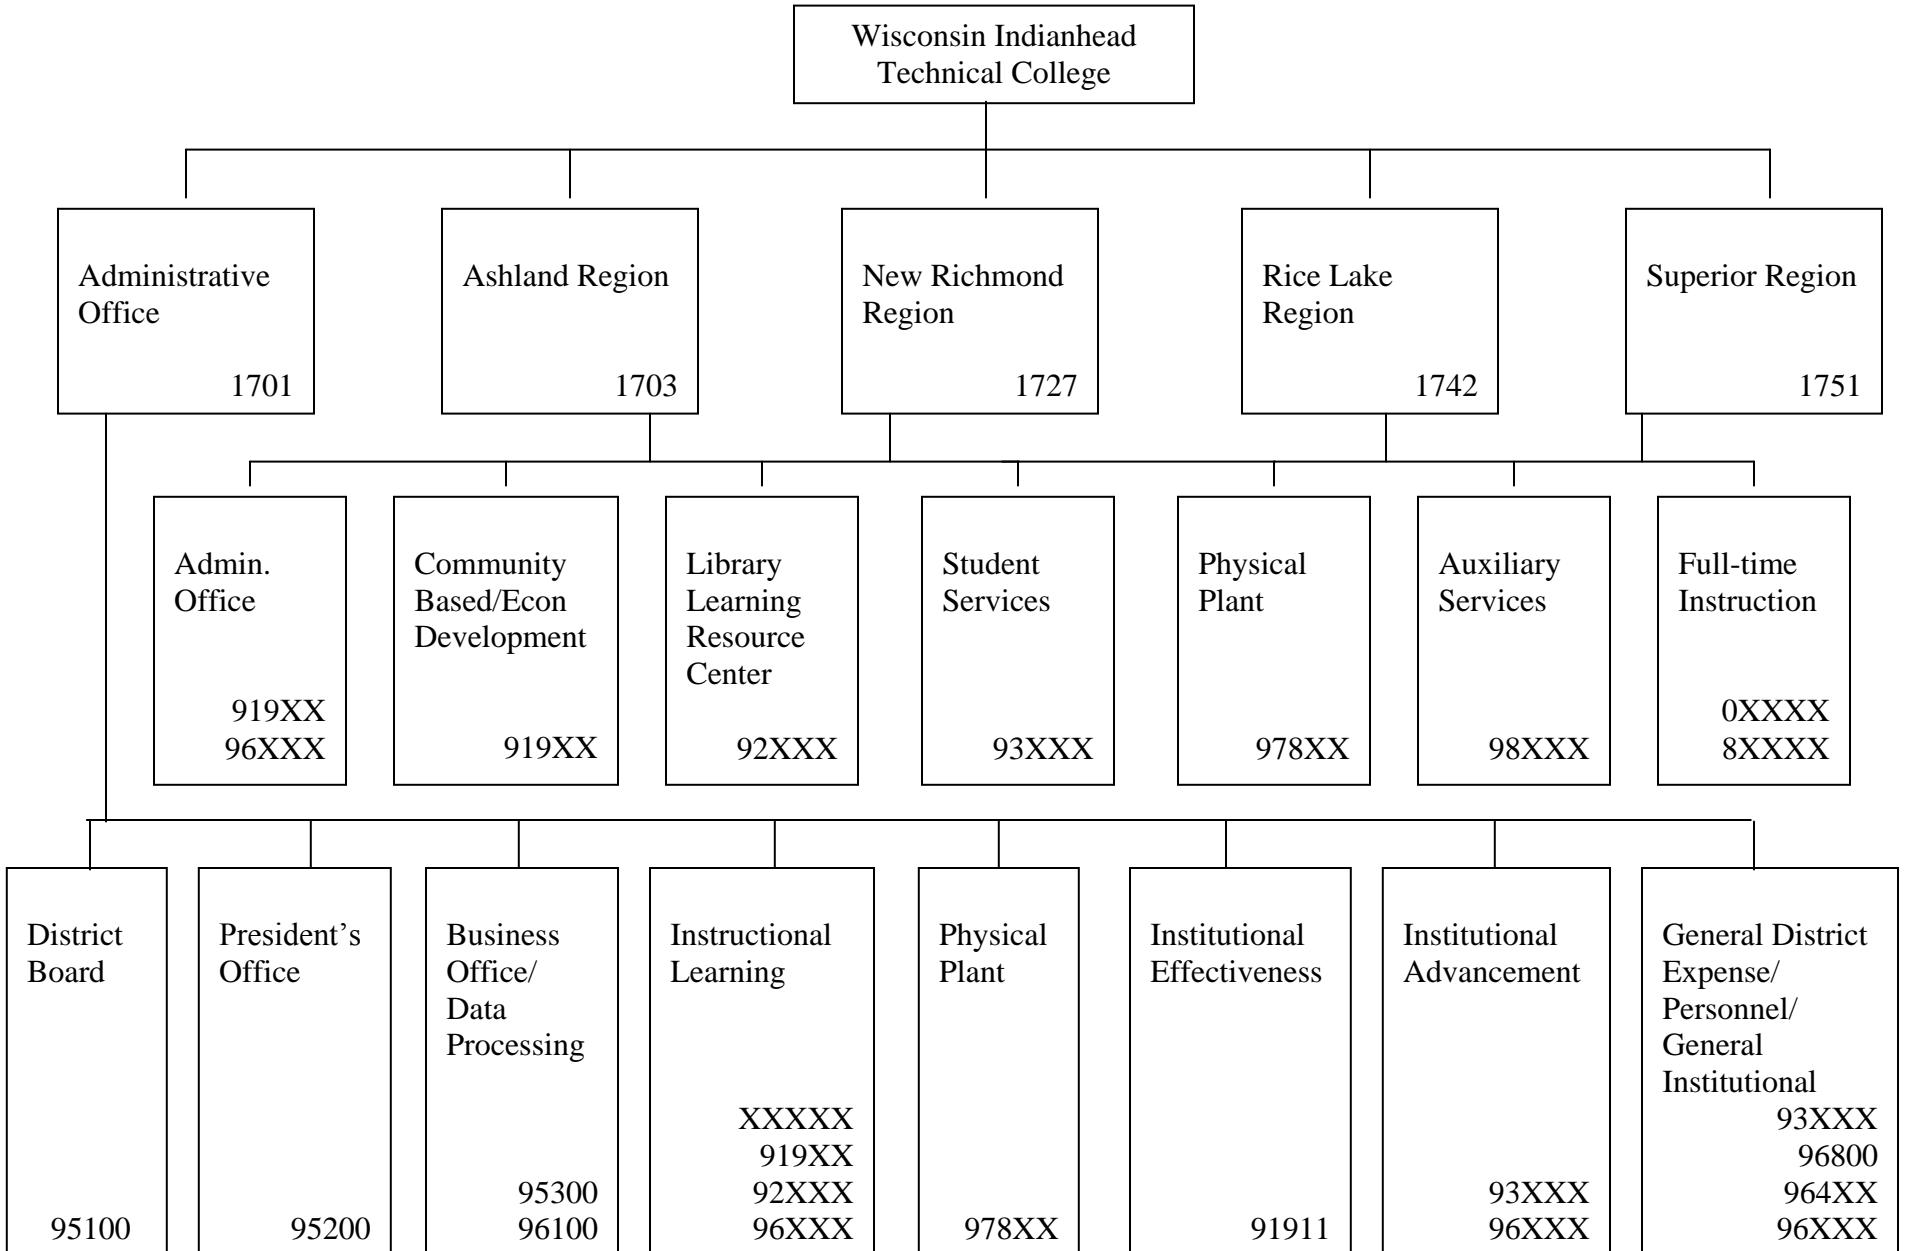 Wisconsin Indianhead
Technical College
Administrative
Office
1701
Ashland Region
1703
New Richmond
Region
1727
Rice Lake
Region
1742
Superior Region
1751
Admin.
Office
919XX
96XXX
Community
Based/Econ
Development
919XX
Library
Learning
Resource
Center
92XXX
Student
Services
93XXX
Physical
Plant
978XX
Auxiliary
Services
98XXX
Full-time
Instruction
0XXXX
8XXXX
District
Board
95100
President’s
Office
95200
Business
Office/
Data
Processing
95300
96100
Instructional
Learning
XXXXX
919XX
92XXX
96XXX
Physical
Plant
978XX
Institutional
Effectiveness
91911
Institutional
Advancement
93XXX
96XXX
General District
Expense/
Personnel/
General
Institutional
93XXX
96800
964XX
96XXX